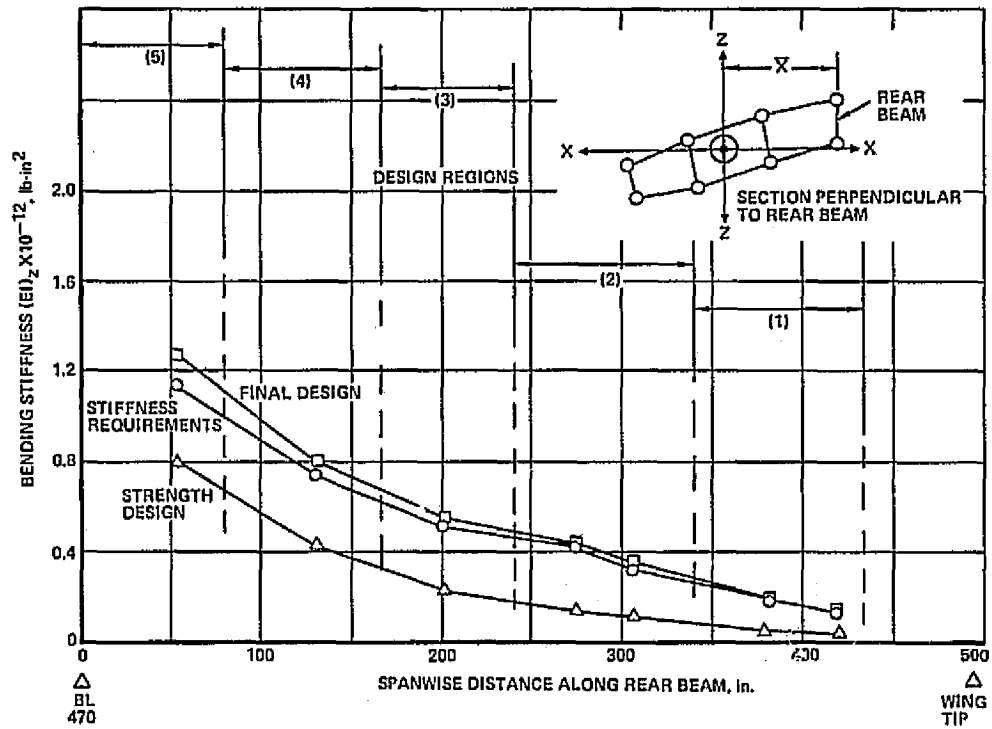 (5)
(4)
(3)
Z
X̄
REAR
BEAM
X
X
DESIGN REGIONS
SECTION PERPENDICULAR
TO REAR BEAM
Z
(2)
(1)
BENDING STIFFNESS (EI)Z X10−12, lb-in2
2.0
1.6
1.2
0.8
0.4
0
FINAL DESIGN
STIFFNESS
REQUIREMENTS
STRENGTH
DESIGN
0
100
200
300
400
500
SPANWISE DISTANCE ALONG REAR BEAM, in.
BL
470
WING
TIP